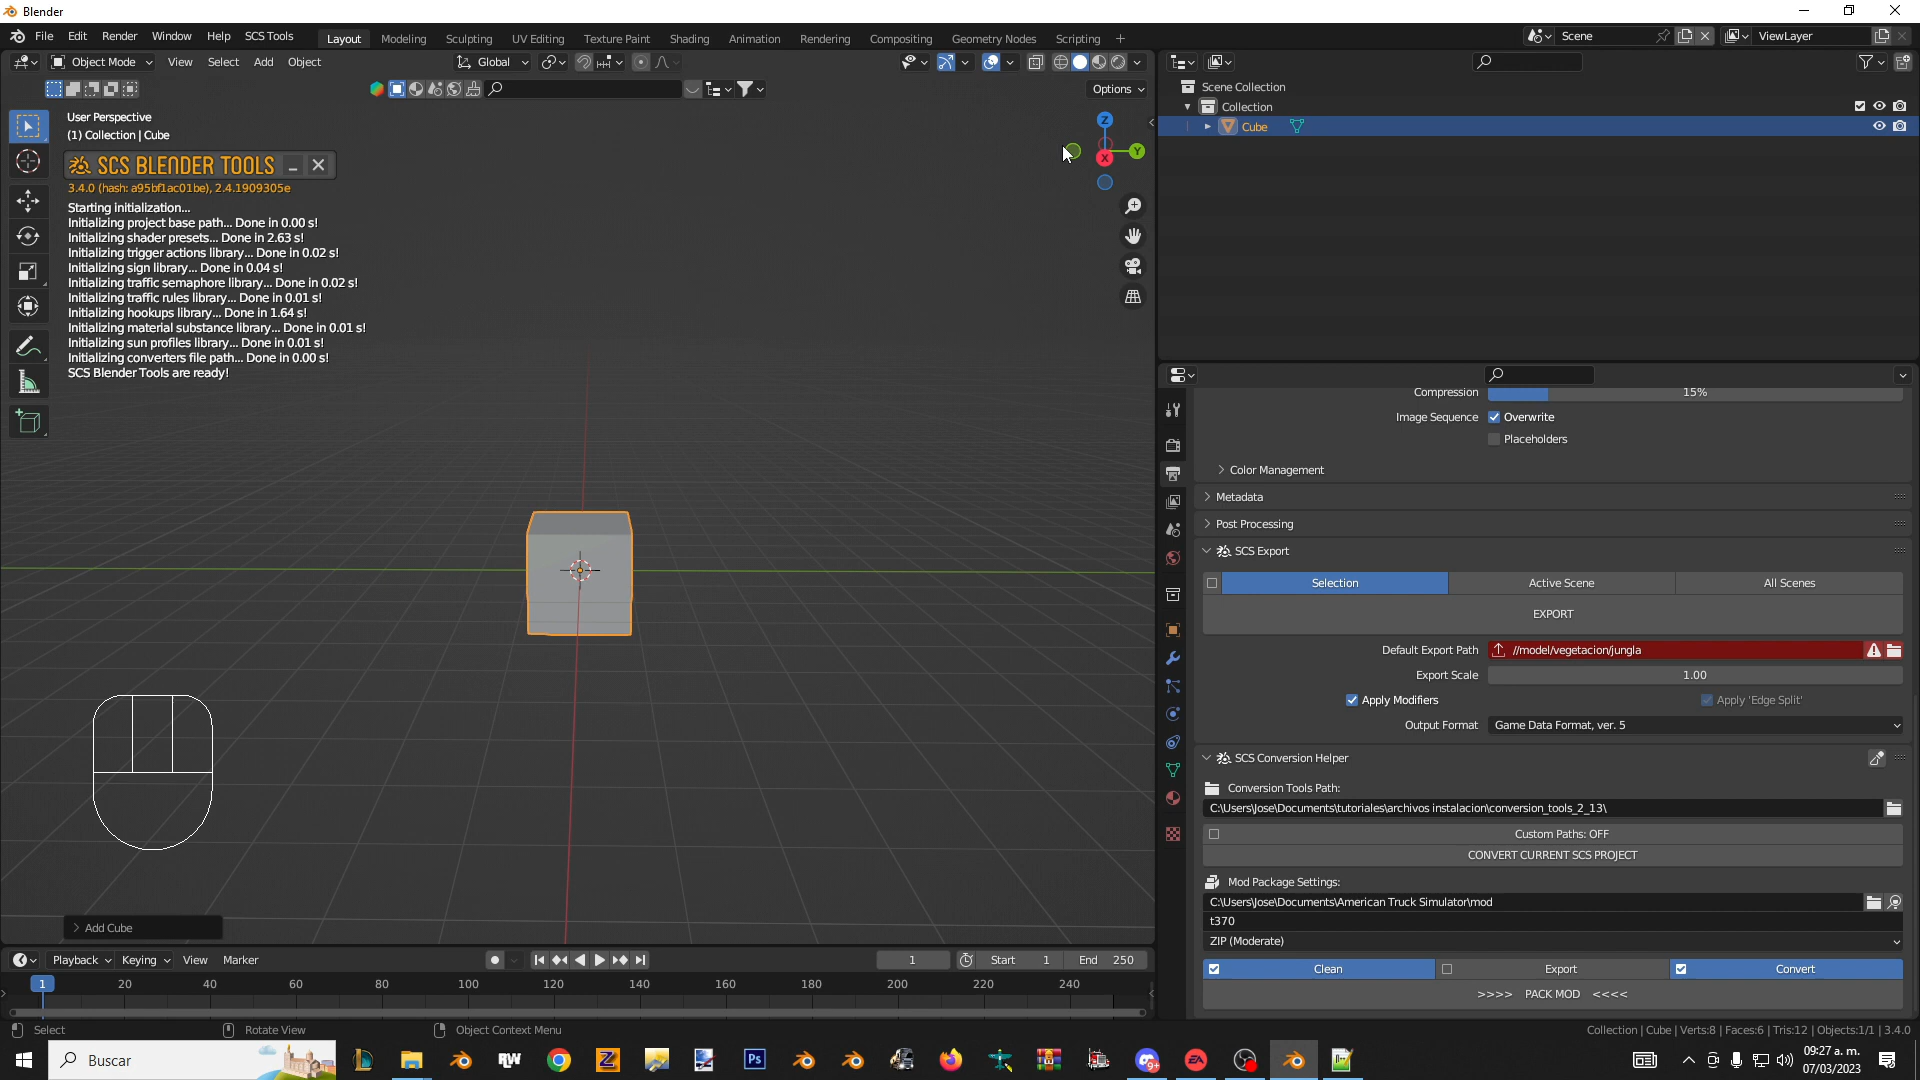 Blender
File Edit Render Window Help SCS Tools
Layout Modeling Sculpting UV Editing Texture Paint Shading Animation Rendering Compositing Geometry Nodes Scripting +
Scene
ViewLayer
Object Mode View Select Add Object
Global
Options
User Perspective
(1) Collection | Cube
SCS BLENDER TOOLS
3.4.0 (hash: a95bf1ac01be), 2.4.1909305e
Starting initialization...
Initializing project base path... Done in 0.00 s!
Initializing shader presets... Done in 2.63 s!
Initializing trigger actions library... Done in 0.02 s!
Initializing sign library... Done in 0.04 s!
Initializing traffic semaphore library... Done in 0.02 s!
Initializing traffic rules library... Done in 0.01 s!
Initializing hookups library... Done in 1.64 s!
Initializing material substance library... Done in 0.01 s!
Initializing sun profiles library... Done in 0.01 s!
Initializing converters file path... Done in 0.00 s!
SCS Blender Tools are ready!
Z
Y
X
Add Cube
Scene Collection
Collection
Cube
Compression 15%
Image Sequence Overwrite
Placeholders
Color Management
Metadata
Post Processing
SCS Export
Selection Active Scene All Scenes
EXPORT
Default Export Path //model/vegetacion/jungla
Export Scale 1.00
Apply Modifiers Apply 'Edge Split'
Output Format Game Data Format, ver. 5
SCS Conversion Helper
Conversion Tools Path:
C:\Users\Jose\Documents\tutoriales\archivos instalacion\conversion_tools_2_13\
Custom Paths: OFF
CONVERT CURRENT SCS PROJECT
Mod Package Settings:
C:\Users\Jose\Documents\American Truck Simulator\mod
t370
ZIP (Moderate)
Clean Export Convert
>>>> PACK MOD <<<<
Playback Keying View Marker
1 Start 1 End 250
1 20 40 60 80 100 120 140 160 180 200 220 240
Select Rotate View Object Context Menu
Collection | Cube | Verts:8 | Faces:6 | Tris:12 | Objects:1/1 | 3.4.0
Buscar
RW
Z
Ps
9+
EA
09:27 a. m.
07/03/2023